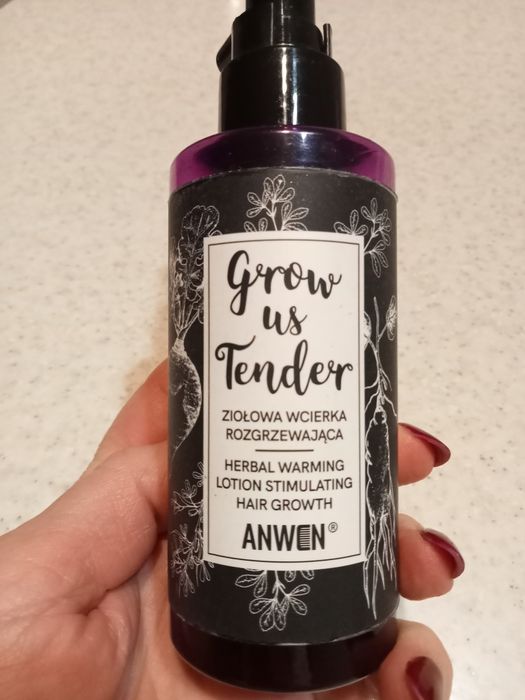 Grow
us
Tender
ZIOŁOWA WCIERKA
ROZGRZEWAJĄCA
HERBAL WARMING
LOTION STIMULATING
HAIR GROWTH
ANWEN®